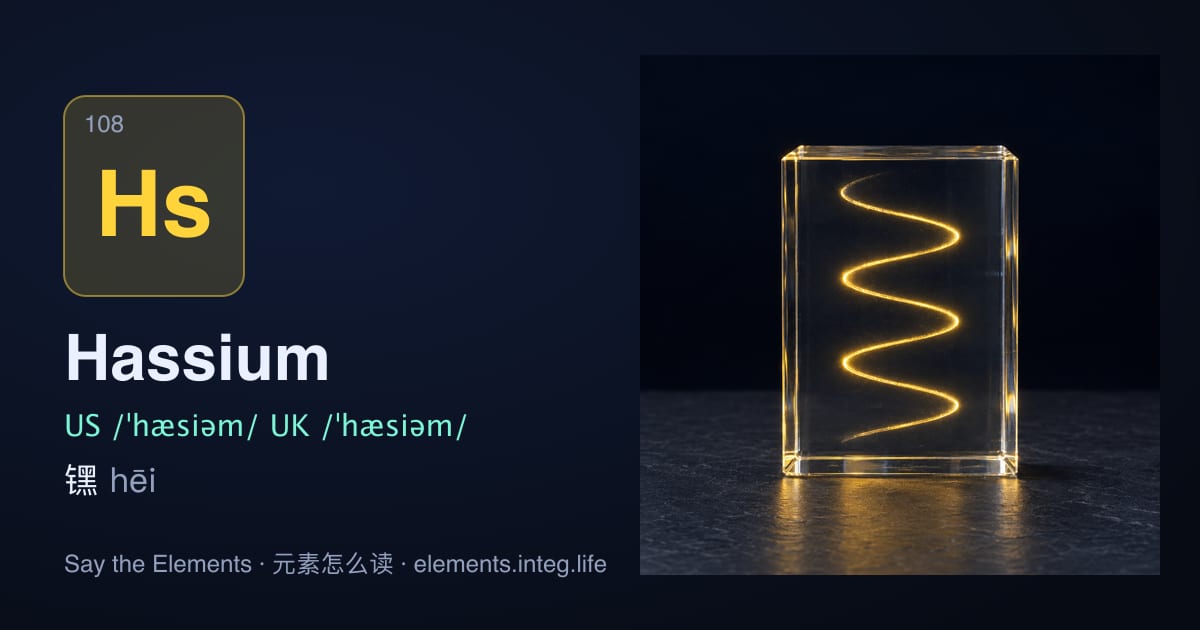 108
Hs
Hassium
US /ˈhæsiəm/ UK /ˈhæsiəm/
𬭶 hēi
Say the Elements · 元素怎么读 · elements.integ.life